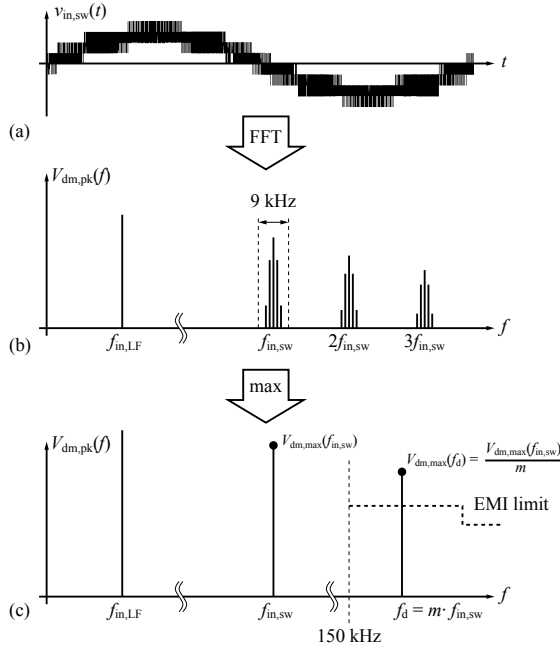 v_in,sw(t)
t
(a)
FFT
V_dm,pk(f)
9 kHz
f
(b)
f_in,LF
f_in,sw
2f_in,sw
3f_in,sw
max
V_dm,pk(f)
V_dm,max(f_in,sw)
V_dm,max(f_d) = V_dm,max(f_in,sw)/m
EMI limit
f
(c)
f_in,LF
f_in,sw
f_d = m· f_in,sw
150 kHz